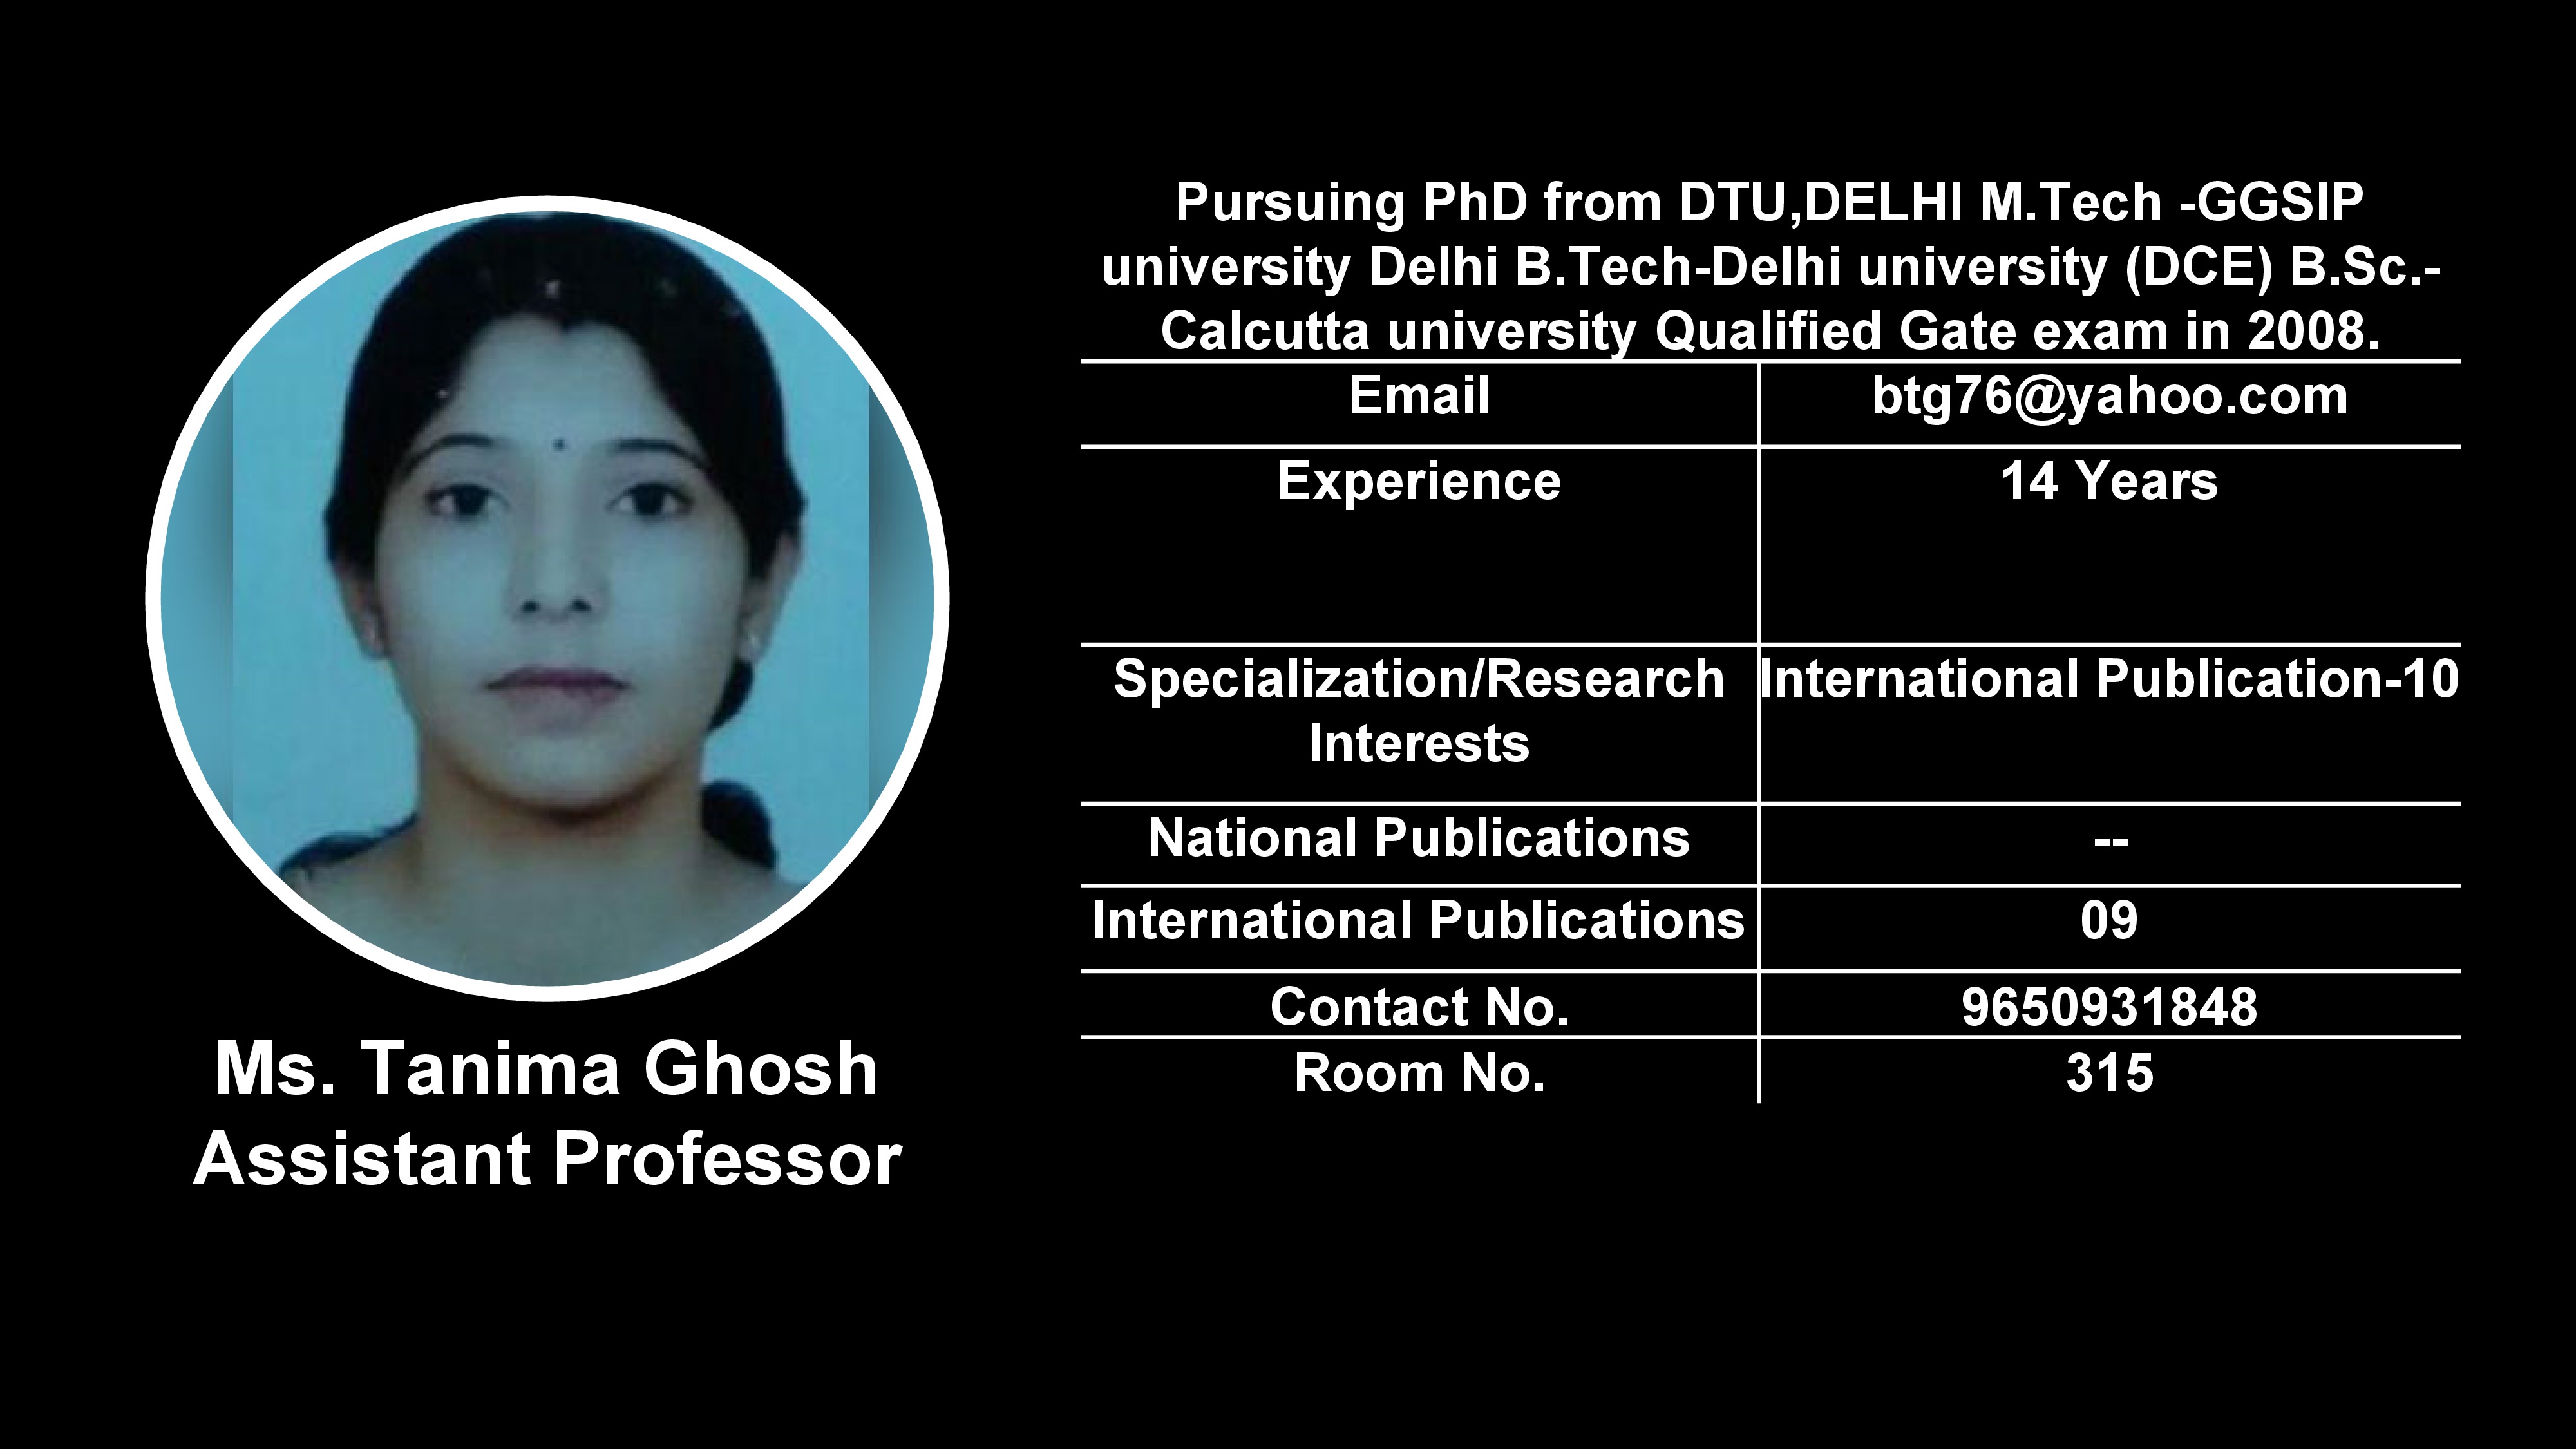 Pursuing PhD from DTU,DELHI M.Tech -GGSIP
university Delhi B.Tech-Delhi university (DCE) B.Sc.-
Calcutta university Qualified Gate exam in 2008.
Email btg76@yahoo.com
Experience 14 Years
Specialization/Research International Publication-10
Interests
National Publications --
International Publications 09
Contact No. 9650931848
Room No. 315
Ms. Tanima Ghosh
Assistant Professor